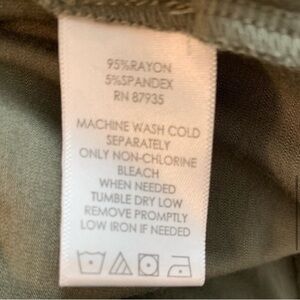 95%RAYON
5%SPANDEX
RN 87935
MACHINE WASH COLD
SEPARATELY
ONLY NON-CHLORINE
BLEACH
WHEN NEEDED
TUMBLE DRY LOW
REMOVE PROMPTLY
LOW IRON IF NEEDED